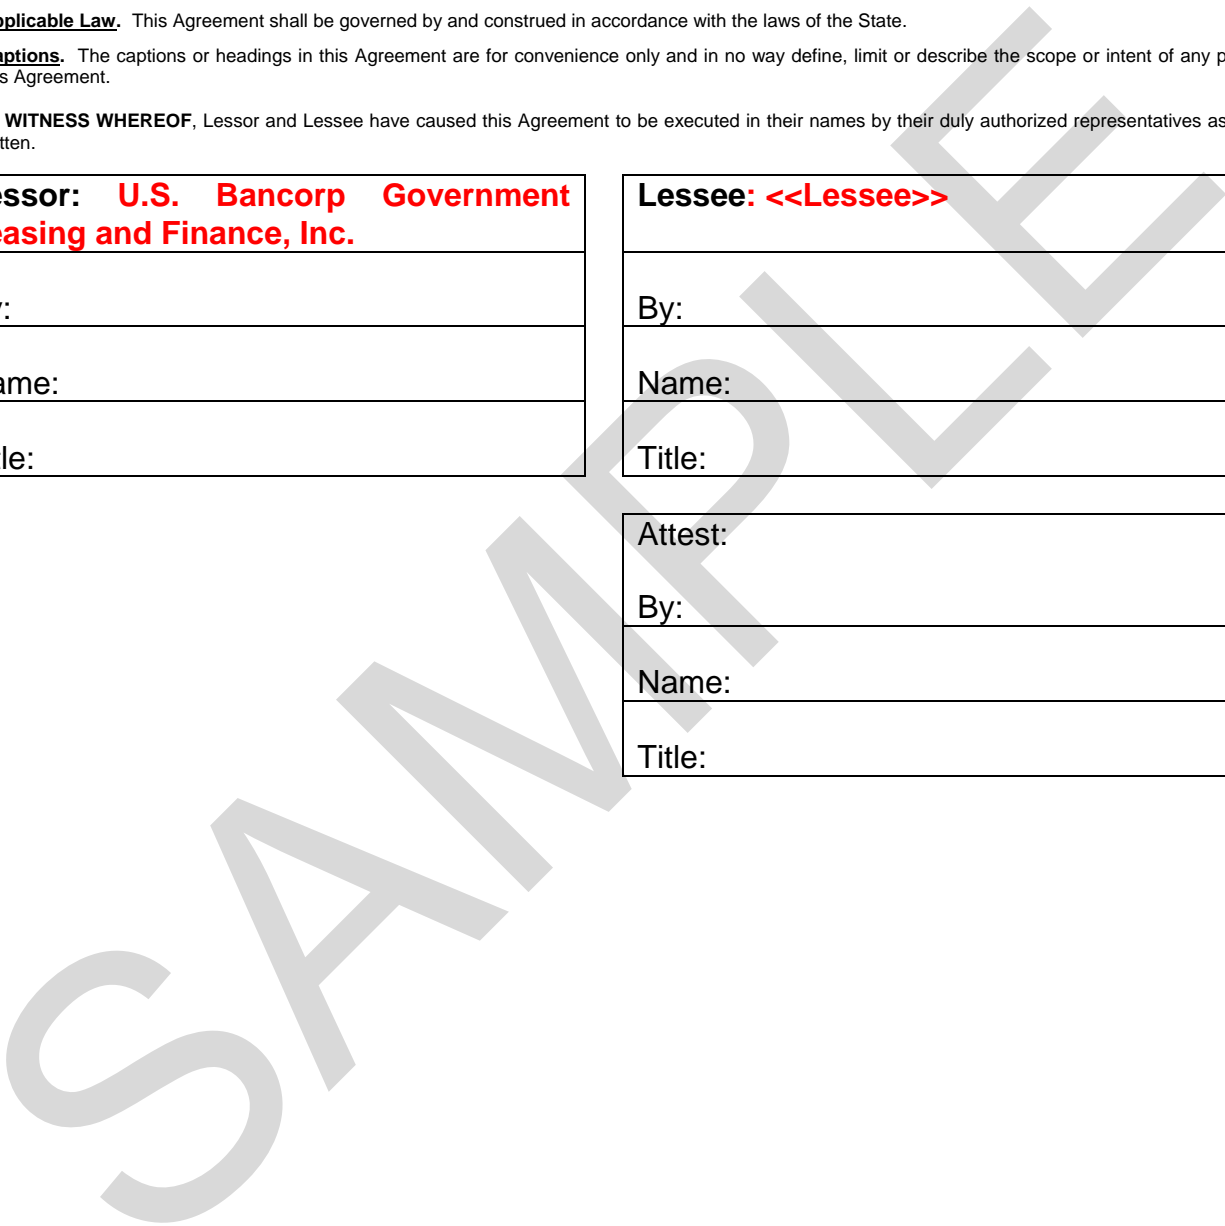 pplicable Law. This Agreement shall be governed by and construed in accordance with the laws of the State.
aptions. The captions or headings in this Agreement are for convenience only and in no way define, limit or describe the scope or intent of any p
s Agreement.
WITNESS WHEREOF, Lessor and Lessee have caused this Agreement to be executed in their names by their duly authorized representatives as
tten.
essor: U.S. Bancorp Government
easing and Finance, Inc.
y:
ame:
tle:
Lessee: <<Lessee>>
By:
Name:
Title:
Attest:
By:
Name:
Title:
SAMPLE